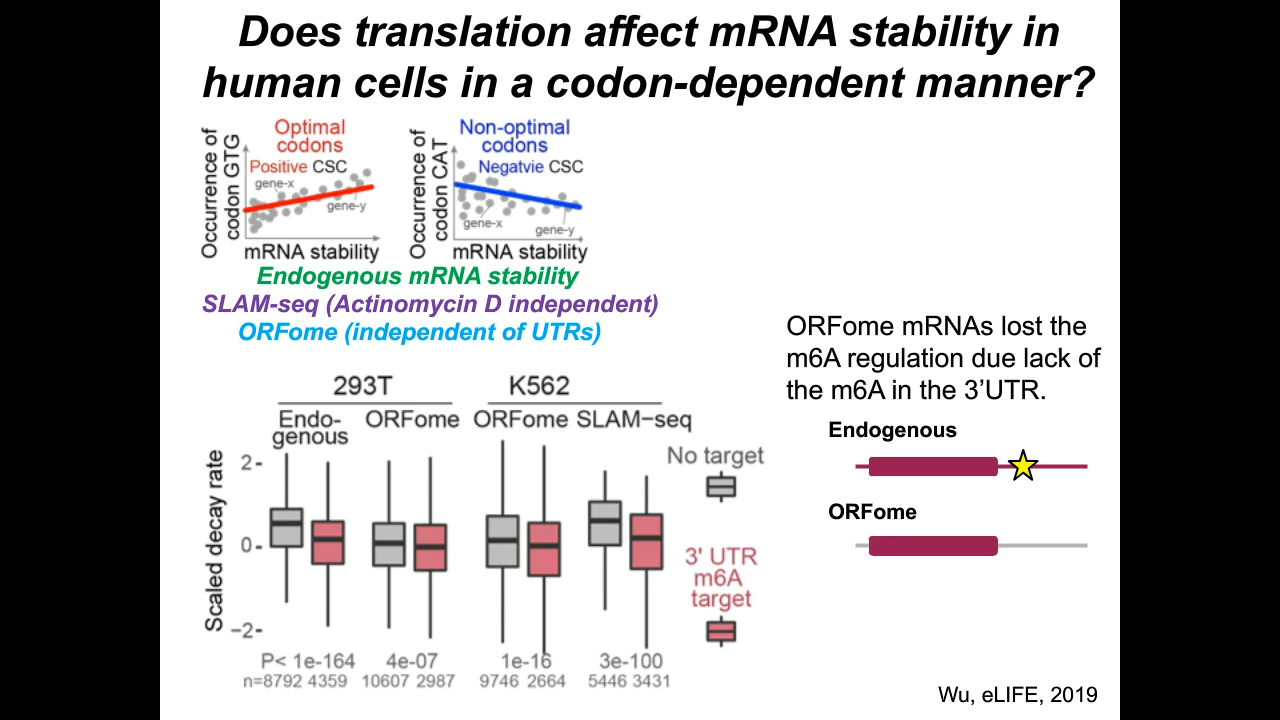 Does translation affect mRNA stability in
human cells in a codon-dependent manner?
Occurrence of
codon GTG
Optimal
codons
Positive CSC
gene-x
gene-y
mRNA stability
Occurrence of
codon CAT
Non-optimal
codons
Negatvie CSC
gene-x
gene-y
mRNA stability
Endogenous mRNA stability
SLAM-seq (Actinomycin D independent)
ORFome (independent of UTRs)
ORFome mRNAs lost the
m6A regulation due lack of
the m6A in the 3’UTR.
Endogenous
ORFome
293T
K562
Endo-
genous
ORFome
ORFome
SLAM−seq
Scaled decay rate
2
0
−2
No target
3' UTR
m6A
target
P< 1e-164
4e-07
1e-16
3e-100
n=8792 4359
10607 2987
9746 2664
5446 3431
Wu, eLIFE, 2019